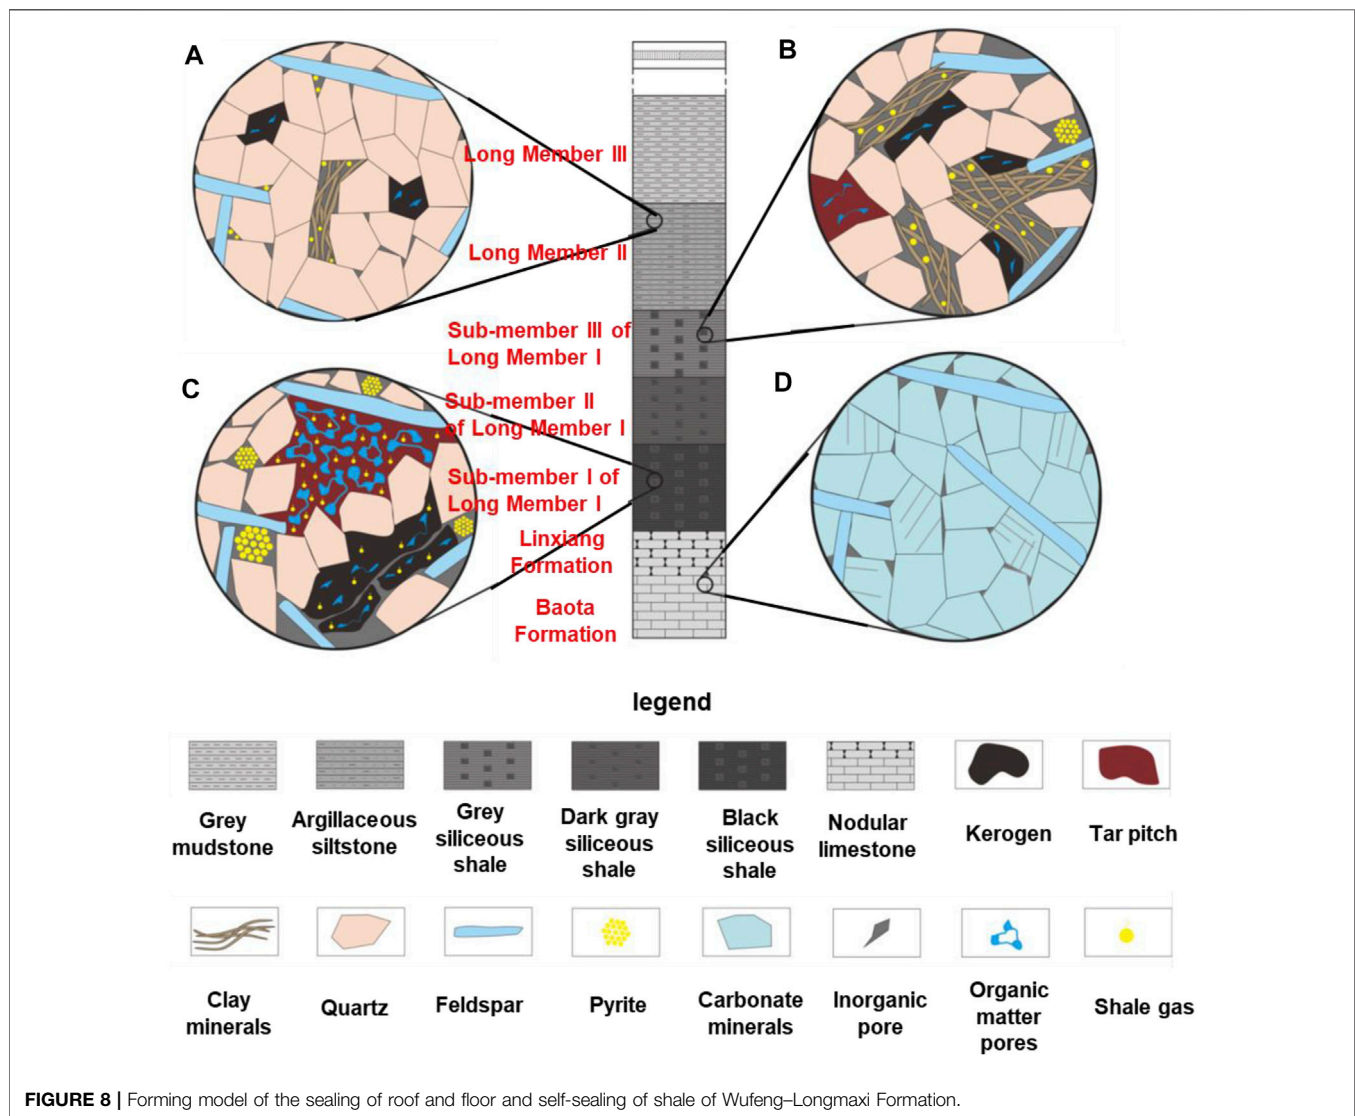 A
B
Long Member III
Long Member II
Sub-member III of
Long Member I
C
D
Sub-member II
of Long Member I
Sub-member I of
Long Member I
Linxiang
Formation
Baota
Formation
legend
Grey
mudstone
Argillaceous
siltstone
Grey
siliceous
shale
Dark gray
siliceous
shale
Black
siliceous
shale
Nodular
limestone
Kerogen
Tar pitch
Clay
minerals
Quartz
Feldspar
Pyrite
Carbonate
minerals
Inorganic
pore
Organic
matter
pores
Shale gas
FIGURE 8 | Forming model of the sealing of roof and floor and self-sealing of shale of Wufeng–Longmaxi Formation.